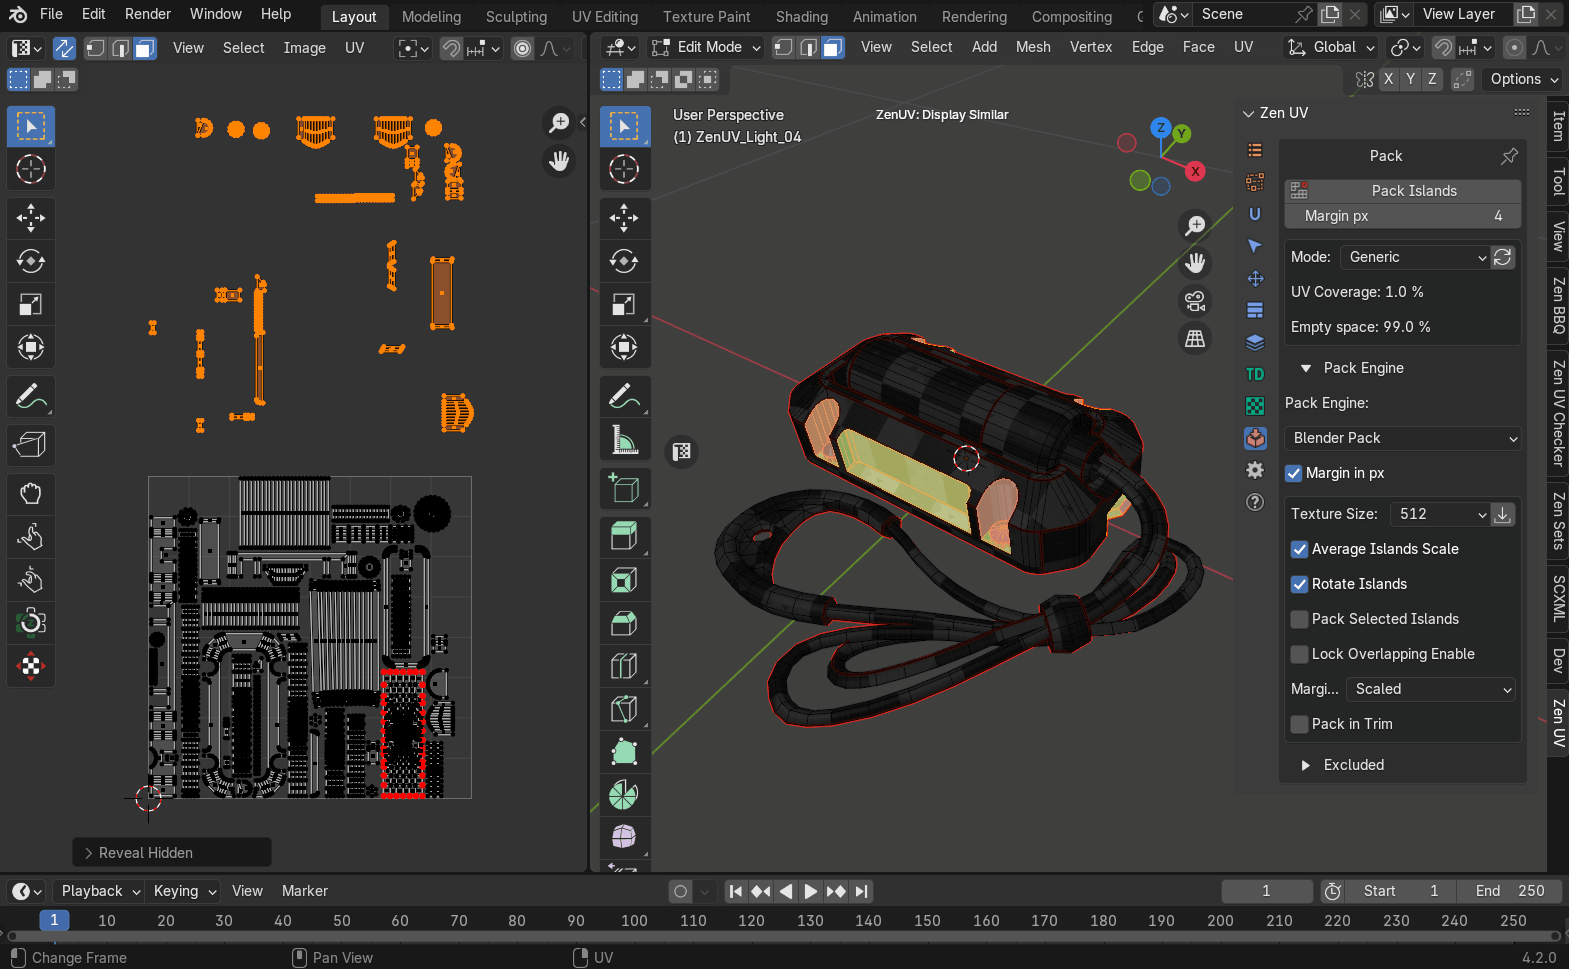 File Edit Render Window Help
Layout Modeling Sculpting UV Editing Texture Paint Shading Animation Rendering Compositing
Scene
View Layer
View Select Image UV
Edit Mode
View Select Add Mesh Vertex Edge Face UV
Global
X Y Z
Options
User Perspective
(1) ZenUV_Light_04
ZenUV: Display Similar
Z
Y
X
Zen UV
Pack
Pack Islands
Margin px 4
Mode: Generic
UV Coverage: 1.0 %
Empty space: 99.0 %
Pack Engine
Pack Engine:
Blender Pack
Margin in px
Texture Size: 512
Average Islands Scale
Rotate Islands
Pack Selected Islands
Lock Overlapping Enable
Margi... Scaled
Pack in Trim
Excluded
TD
Item
Tool
View
Zen BBQ
Zen UV Checker
Zen Sets
SCXML
Dev
Zen UV
Reveal Hidden
Playback Keying View Marker
1
Start 1
End 250
1 10 20 30 40 50 60 70 80 90 100 110 120 130 140 150 160 170 180 190 200 210 220 230 240 250
Change Frame
Pan View
UV
4.2.0